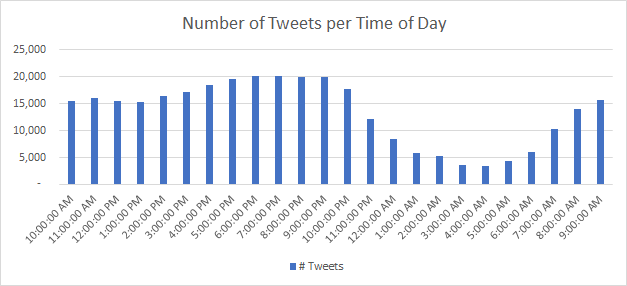 Number of Tweets per Time of Day
25,000
20,000
15,000
10,000
5,000
-
10:00:00 AM
11:00:00 AM
12:00:00 PM
1:00:00 PM
2:00:00 PM
3:00:00 PM
4:00:00 PM
5:00:00 PM
6:00:00 PM
7:00:00 PM
8:00:00 PM
9:00:00 PM
10:00:00 PM
11:00:00 PM
12:00:00 AM
1:00:00 AM
2:00:00 AM
3:00:00 AM
4:00:00 AM
5:00:00 AM
6:00:00 AM
7:00:00 AM
8:00:00 AM
9:00:00 AM
# Tweets